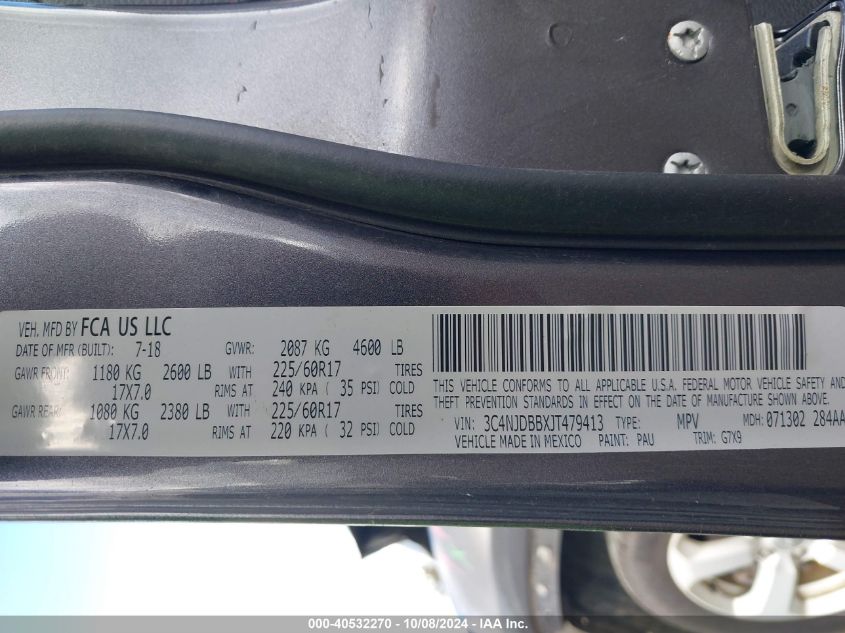 VEH. MFD BY FCA US LLC
DATE OF MFR (BUILT): 7-18 GVWR: 2087 KG 4600 LB
GAWR FRONT: 1180 KG 2600 LB WITH 225/60R17 TIRES
17X7.0 RIMS AT 240 KPA ( 35 PSI) COLD
GAWR REAR: 1080 KG 2380 LB WITH 225/60R17 TIRES
17X7.0 RIMS AT 220 KPA ( 32 PSI) COLD
THIS VEHICLE CONFORMS TO ALL APPLICABLE U.S.A. FEDERAL MOTOR VEHICLE SAFETY AND
THEFT PREVENTION STANDARDS IN EFFECT ON THE DATE OF MANUFACTURE SHOWN ABOVE.
VIN: 3C4NJDBBXJT479413 TYPE: MPV MDH: 071302 284AA
VEHICLE MADE IN MEXICO PAINT: PAU TRIM: G7X9
000-40532270 - 10/08/2024 - IAA Inc.